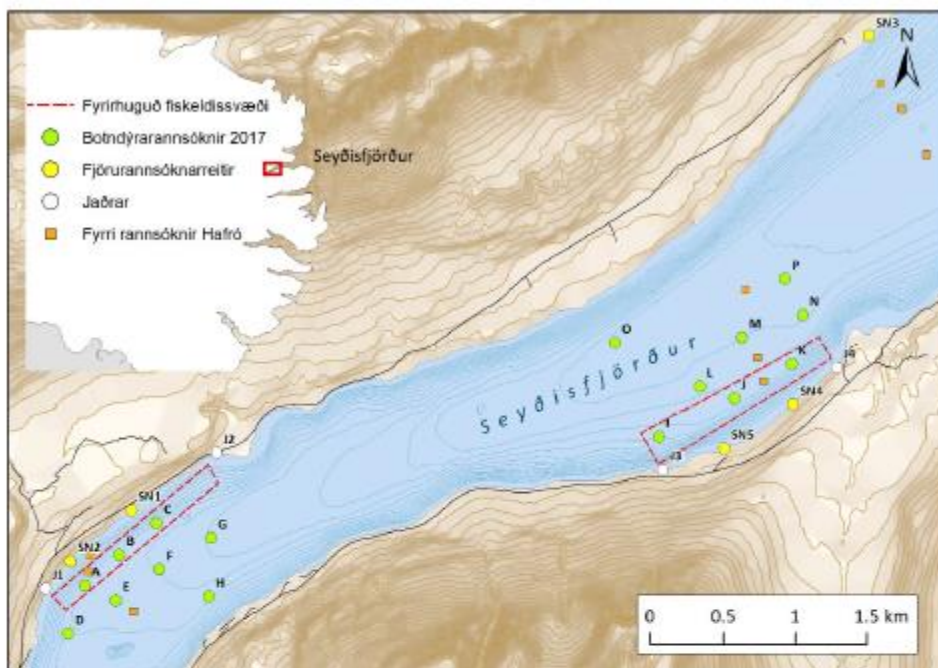 SN3
N
Fyrirhuguð fiskeldissvæði
Botndýrarannsóknir 2017
Fjörurannsóknarreitir
Jaðrar
Fyrri rannsóknir Hafró
Seyðisfjörður
P
N
O
M
K
J4
L
J
SN4
Seyðisfjörður
I
SN5
J3
J2
SN1
C
G
SN2
B
F
J1
A
E
H
D
0 0.5 1 1.5 km